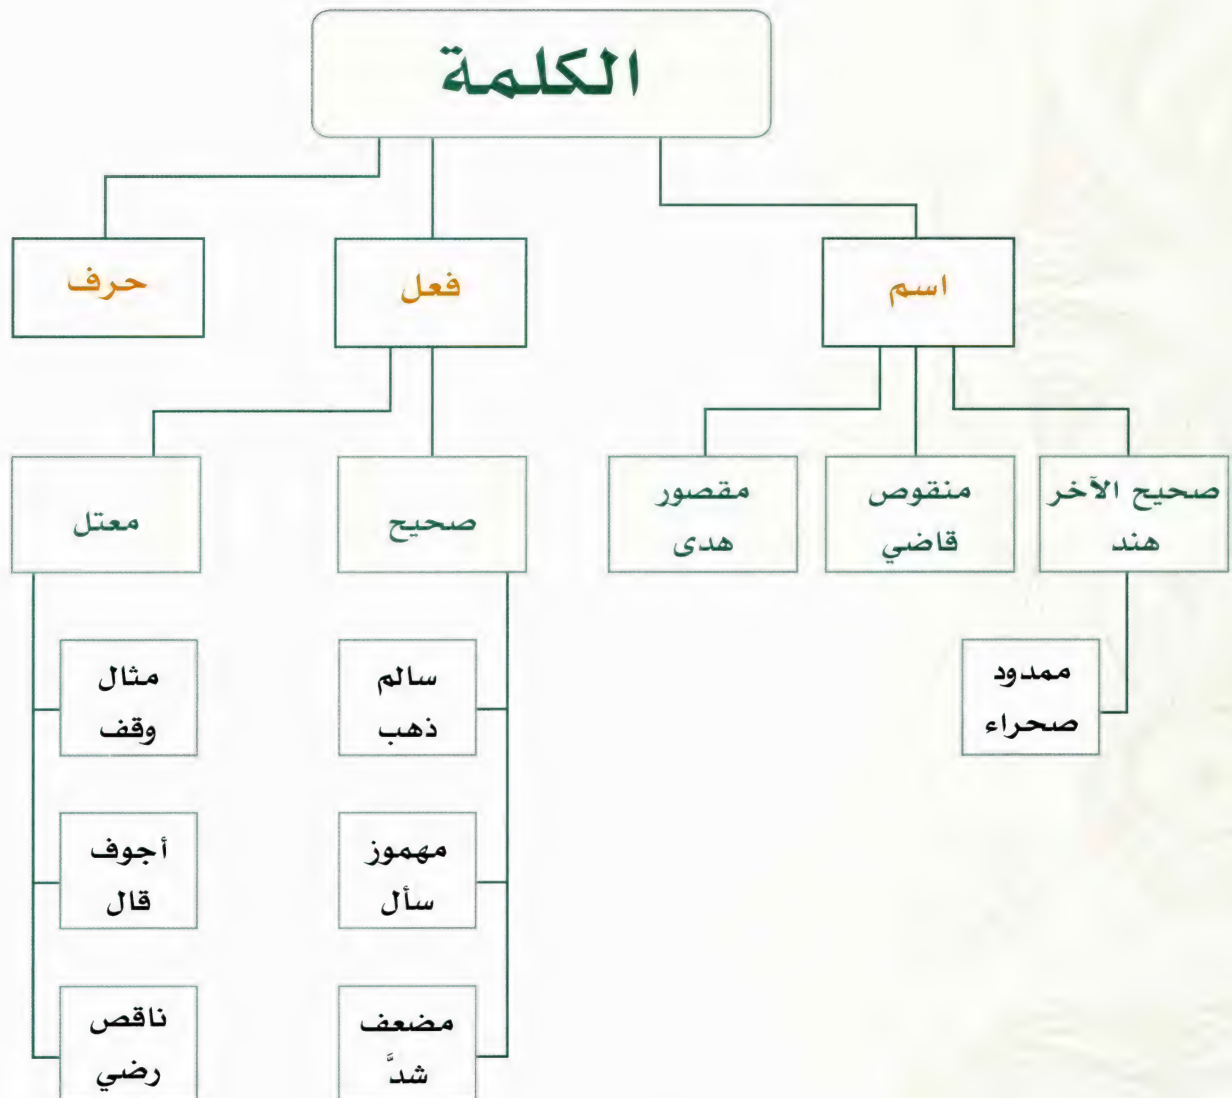 الكلمة
اسم
فعل
حرف
صحيح الآخر
هند
منقوص
قاضي
مقصور
هدى
صحيح
معتل
ممدود
صحراء
سالم
ذهب
مثال
وقف
مهموز
سأل
أجوف
قال
مضعف
شدَّ
ناقص
رضي